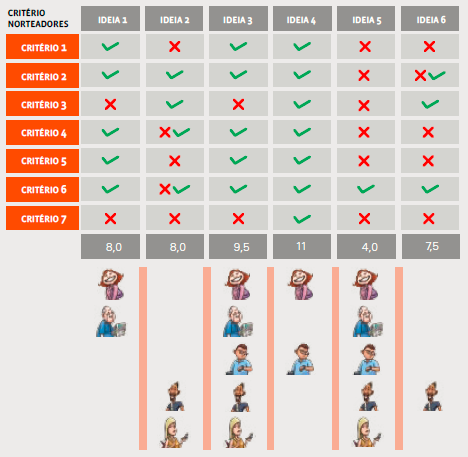 CRITÉRIO
NORTEADORES
IDEIA 1 IDEIA 2 IDEIA 3 IDEIA 4 IDEIA 5 IDEIA 6
CRITÉRIO 1
CRITÉRIO 2
CRITÉRIO 3
CRITÉRIO 4
CRITÉRIO 5
CRITÉRIO 6
CRITÉRIO 7
8,0 8,0 9,5 11 4,0 7,5